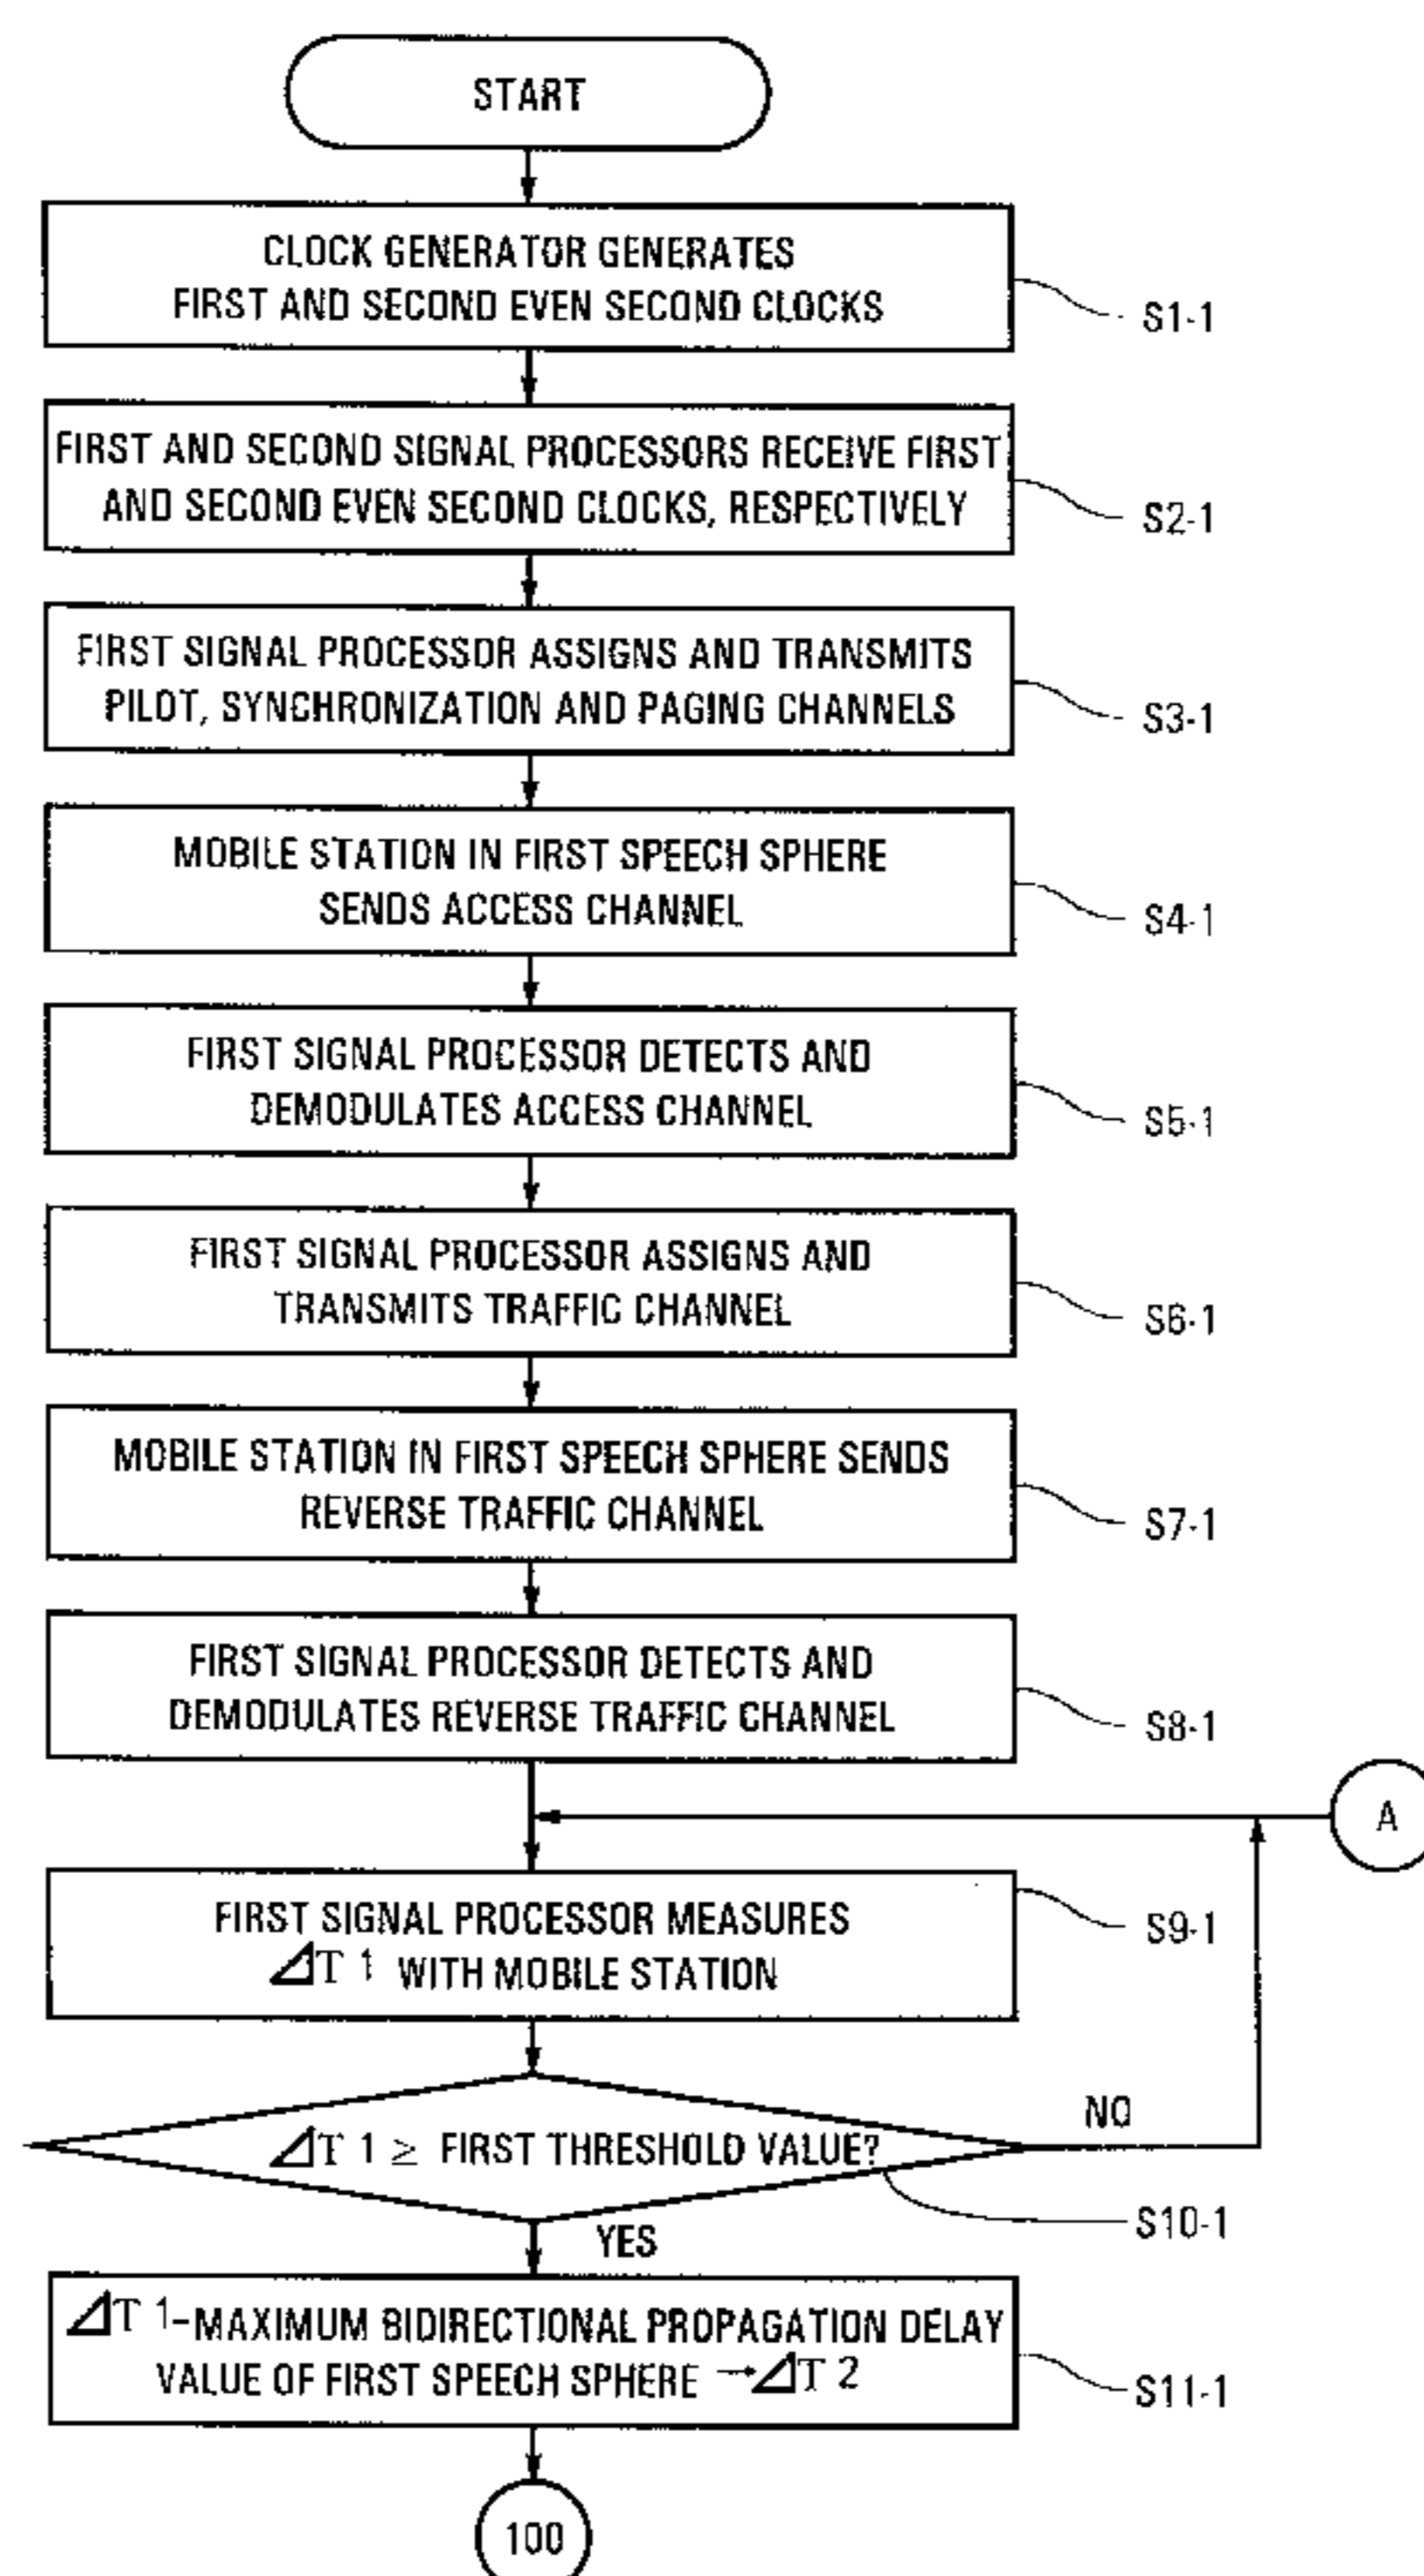 START
CLOCK GENERATOR GENERATES
FIRST AND SECOND EVEN SECOND CLOCKS
S1-1
FIRST AND SECOND SIGNAL PROCESSORS RECEIVE FIRST
AND SECOND EVEN SECOND CLOCKS, RESPECTIVELY
S2-1
FIRST SIGNAL PROCESSOR ASSIGNS AND TRANSMITS
PILOT, SYNCHRONIZATION AND PAGING CHANNELS
S3-1
MOBILE STATION IN FIRST SPEECH SPHERE
SENDS ACCESS CHANNEL
S4-1
FIRST SIGNAL PROCESSOR DETECTS AND
DEMODULATES ACCESS CHANNEL
S5-1
FIRST SIGNAL PROCESSOR ASSIGNS AND
TRANSMITS TRAFFIC CHANNEL
S6-1
MOBILE STATION IN FIRST SPEECH SPHERE SENDS
REVERSE TRAFFIC CHANNEL
S7-1
FIRST SIGNAL PROCESSOR DETECTS AND
DEMODULATES REVERSE TRAFFIC CHANNEL
S8-1
A
FIRST SIGNAL PROCESSOR MEASURES
⊿T 1 WITH MOBILE STATION
S9-1
⊿T 1 ≥ FIRST THRESHOLD VALUE?
NO
S10-1
YES
⊿T 1-MAXIMUM BIDIRECTIONAL PROPAGATION DELAY
VALUE OF FIRST SPEECH SPHERE →⊿T 2
S11-1
100